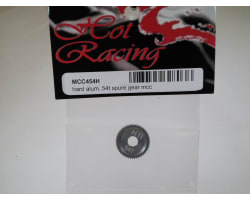 Hot
Racing
MCC454H
hard alum. 54t spure gear mcc